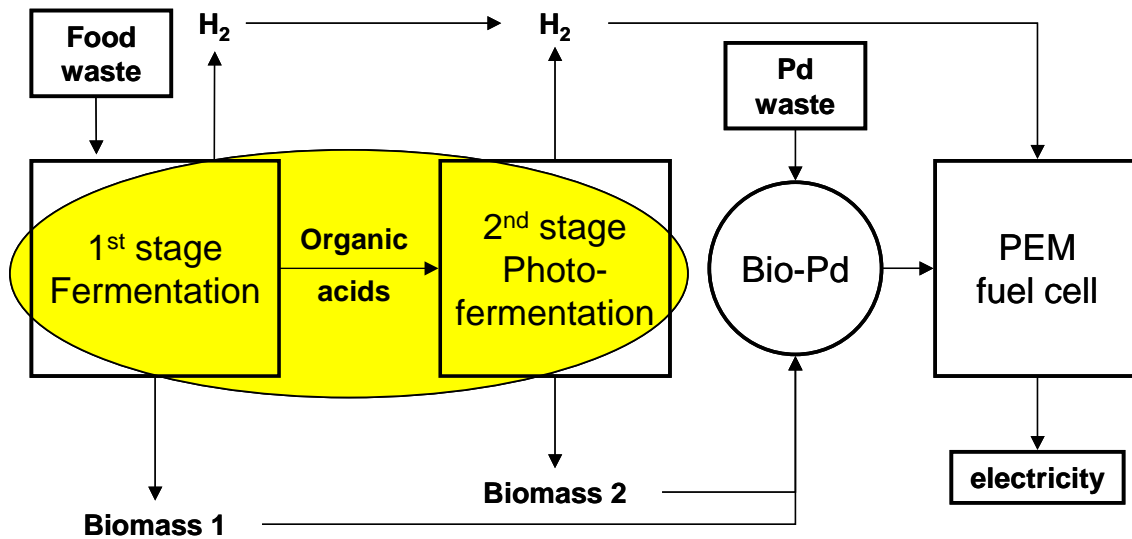 Food
waste
H₂
H₂
Pd
waste
1st stage
Fermentation
Organic
acids
2nd stage
Photo-
fermentation
Bio-Pd
PEM
fuel cell
Biomass 1
Biomass 2
electricity